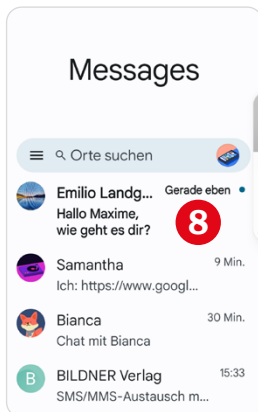 Messages
Orte suchen
Emilio Landg... Gerade eben
Hallo Maxime,
wie geht es dir?
8
Samantha 9 Min.
Ich: https://www.googl...
Bianca 30 Min.
Chat mit Bianca
B BILDNER Verlag 15:33
SMS/MMS-Austausch m...